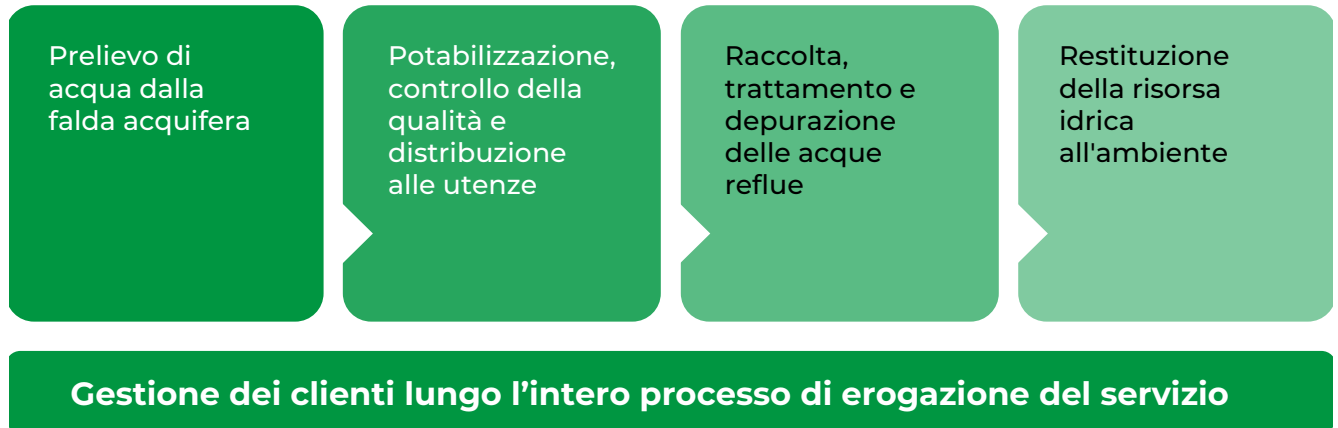 Prelievo di
acqua dalla
falda acquifera
Potabilizzazione,
controllo della
qualità e
distribuzione
alle utenze
Raccolta,
trattamento e
depurazione
delle acque
reflue
Restituzione
della risorsa
idrica
all'ambiente
Gestione dei clienti lungo l’intero processo di erogazione del servizio